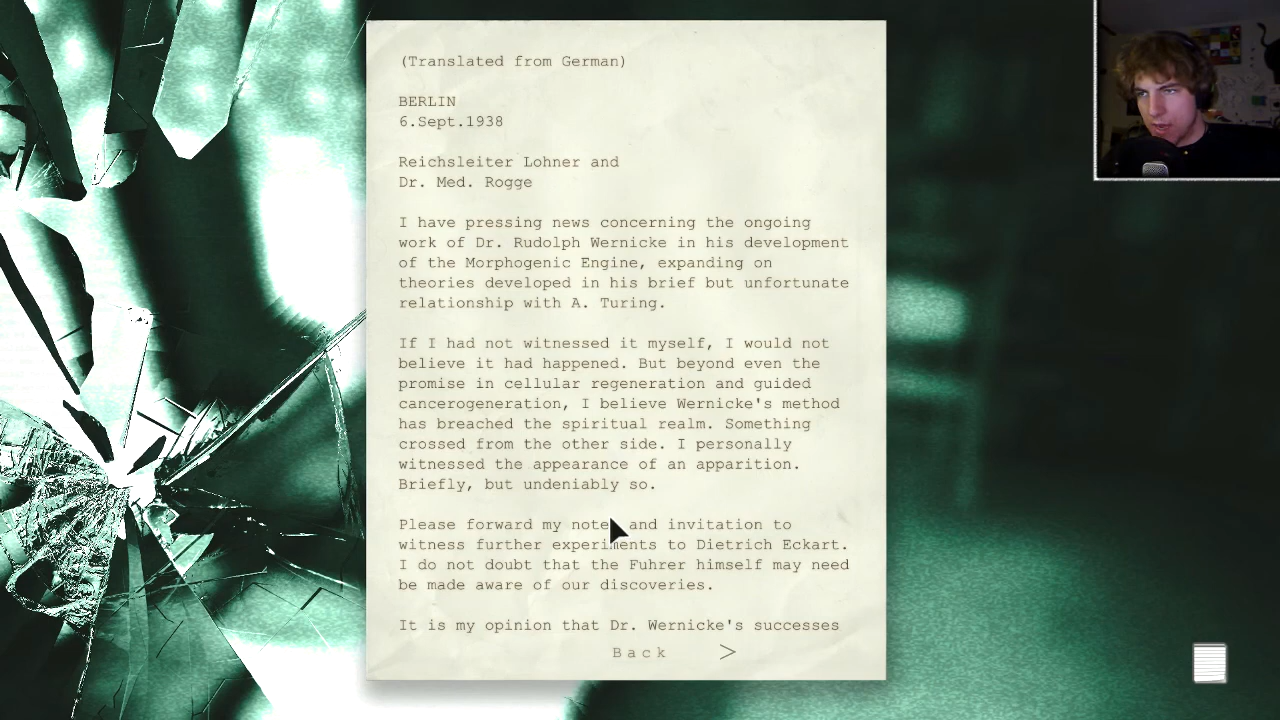 (Translated from German)
BERLIN
6.Sept.1938
Reichsleiter Lohner and
Dr. Med. Rogge
I have pressing news concerning the ongoing
work of Dr. Rudolph Wernicke in his development
of the Morphogenic Engine, expanding on
theories developed in his brief but unfortunate
relationship with A. Turing.
If I had not witnessed it myself, I would not
believe it had happened. But beyond even the
promise in cellular regeneration and guided
cancerogeneration, I believe Wernicke's method
has breached the spiritual realm. Something
crossed from the other side. I personally
witnessed the appearance of an apparition.
Briefly, but undeniably so.
Please forward my note and invitation to
witness further experiments to Dietrich Eckart.
I do not doubt that the Fuhrer himself may need
be made aware of our discoveries.
It is my opinion that Dr. Wernicke's successes
Back >